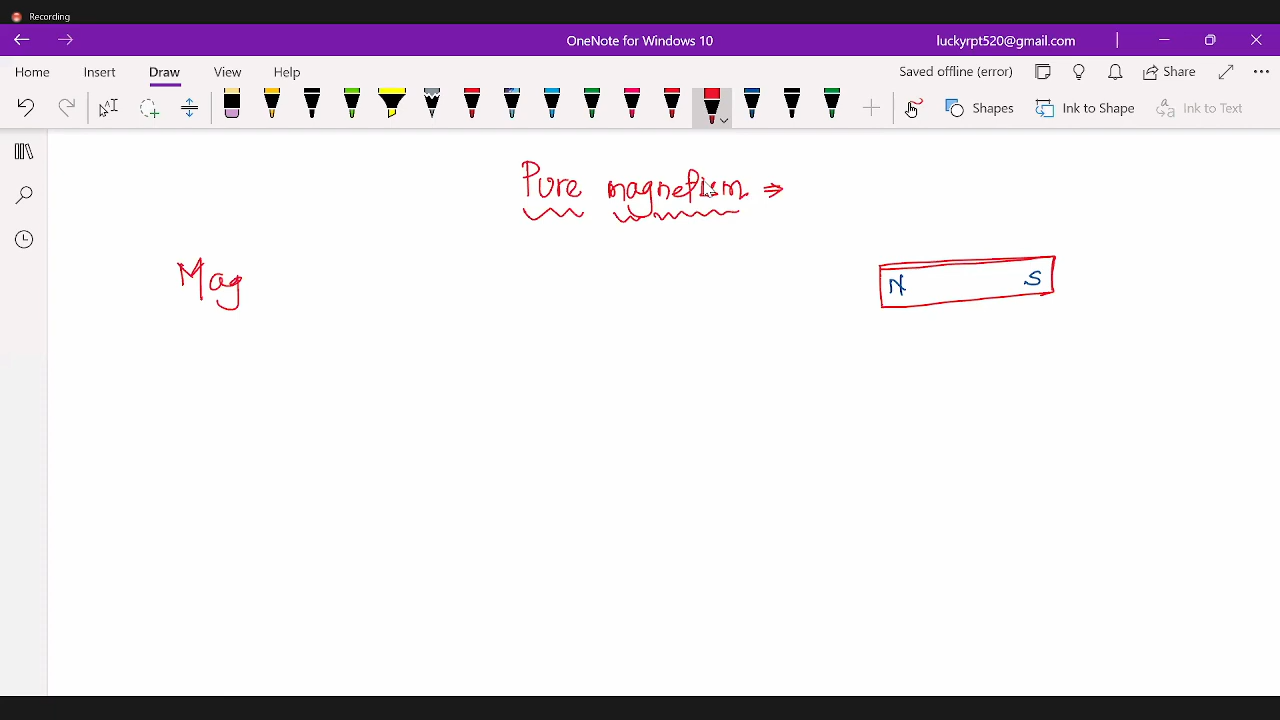 Recording
OneNote for Windows 10
luckyrpt520@gmail.com
Home Insert Draw View Help
Saved offline (error)
Share
Shapes
Ink to Shape
Ink to Text
Pure magnetism ⇒
Mag
N S